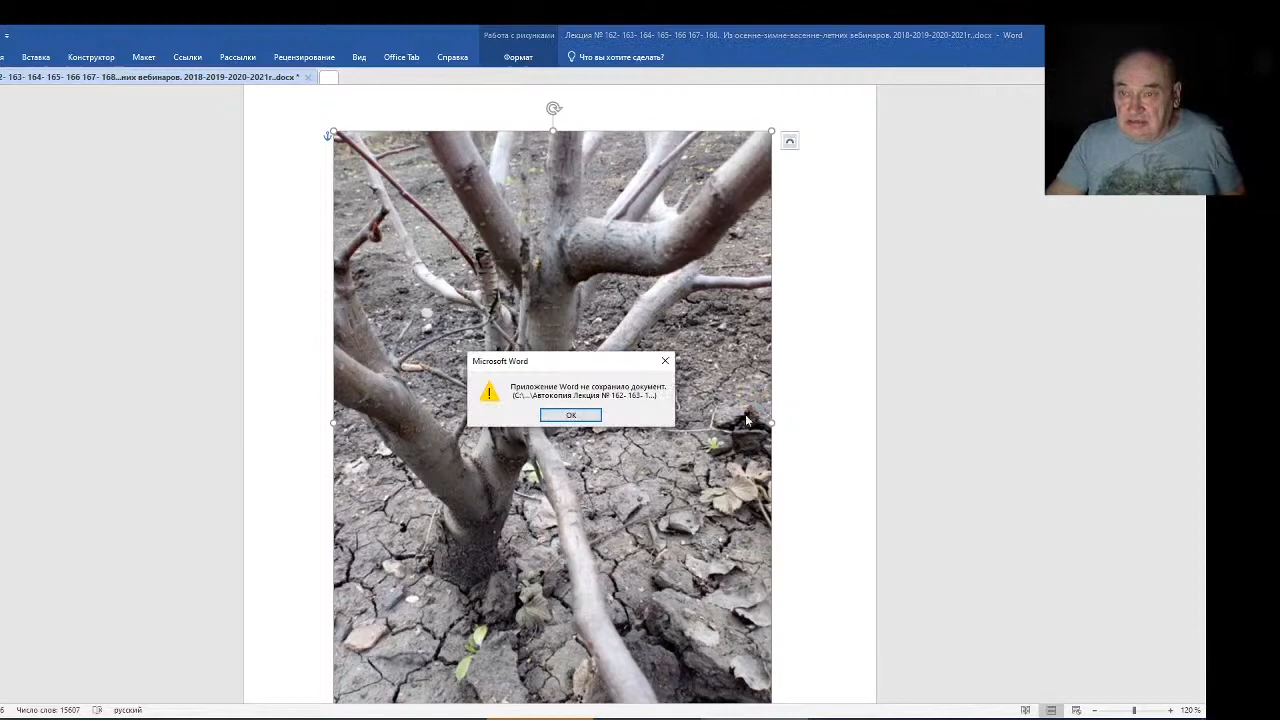 Работа с рисунками
Лекция № 162- 163- 164- 165- 166 167- 168. Из осенне-зимне-весенне-летних вебинаров. 2018-2019-2020-2021г..docx - Word
я Вставка Конструктор Макет Ссылки Рассылки Рецензирование Вид Office Tab Справка Формат Что вы хотите сделать?
2- 163- 164- 165- 166 167- 168...них вебинаров. 2018-2019-2020-2021г..docx *
Microsoft Word
Приложение Word не сохранило документ.
(C:\...\Автокопия Лекция № 162- 163- 1...)
ОК
6 Число слов: 15607 русский 120 %